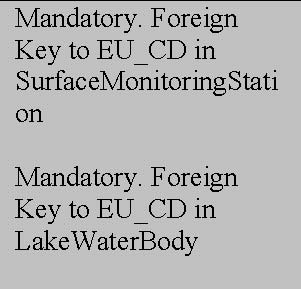 Mandatory. Foreign
Key to EU_CD in
SurfaceMonitoringStati
on
Mandatory. Foreign
Key to EU_CD in
LakeWaterBody